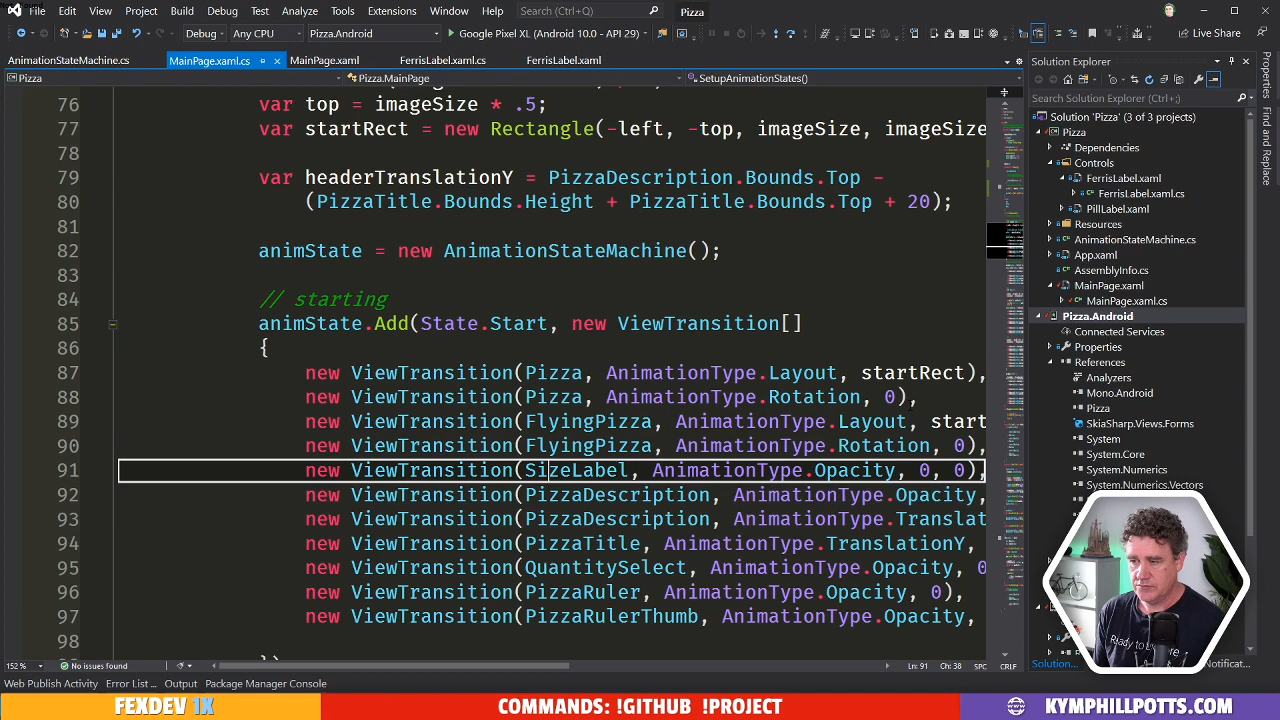 File Edit View Project Build Debug Test Analyze Tools Extensions Window Help Search (Ctrl+;) Pizza
Debug Any CPU Pizza.Android Google Pixel XL (Android 10.0 - API 29) Live Share
AnimationStateMachine.cs MainPage.xaml.cs MainPage.xaml FerrisLabel.xaml.cs FerrisLabel.xaml
Pizza Pizza.MainPage SetupAnimationStates()
76 var top = imageSize * .5;
77 var startRect = new Rectangle(-left, -top, imageSize, imageSize
78
79 var headerTranslationY = PizzaDescription.Bounds.Top -
80 (PizzaTitle.Bounds.Height + PizzaTitle.Bounds.Top + 20);
81
82 animState = new AnimationStateMachine();
83
84 // starting
85 animState.Add(State.Start, new ViewTransition[]
86 {
87 new ViewTransition(Pizza, AnimationType.Layout, startRect),
88 new ViewTransition(Pizza, AnimationType.Rotation, 0),
89 new ViewTransition(FlyingPizza, AnimationType.Layout, start
90 new ViewTransition(FlyingPizza, AnimationType.Rotation, 0),
91 new ViewTransition(SizeLabel, AnimationType.Opacity, 0, 0),
92 new ViewTransition(PizzaDescription, AnimationType.Opacity,
93 new ViewTransition(PizzaDescription, AnimationType.Translat
94 new ViewTransition(PizzaTitle, AnimationType.TranslationY,
95 new ViewTransition(QuantitySelect, AnimationType.Opacity, 0
96 new ViewTransition(PizzaRuler, AnimationType.Opacity, 0),
97 new ViewTransition(PizzaRulerThumb, AnimationType.Opacity,
98
152 % No issues found Ln: 91 Ch: 38 SPC CRLF
Web Publish Activity Error List ... Output Package Manager Console
Solution Explorer
Search Solution Explorer (Ctrl+;)
Solution 'Pizza' (3 of 3 projects)
Pizza
Dependencies
Controls
FerrisLabel.xaml
FerrisLabel.xaml.cs
PillLabel.xaml
Resources
AnimationStateMachine.cs
App.xaml
AssemblyInfo.cs
MainPage.xaml
MainPage.xaml.cs
Pizza.Android
Connected Services
Properties
References
Analyzers
Mono.Android
Pizza
SkiaSharp.Views.Forms
System
System.Core
System.Numerics
System.Numerics.Vectors
Solution... Notificat...
Properties
Find and Replace
Ready to
FEXDEV 1X
COMMANDS: !GITHUB !PROJECT
KYMPHILLPOTTS.COM